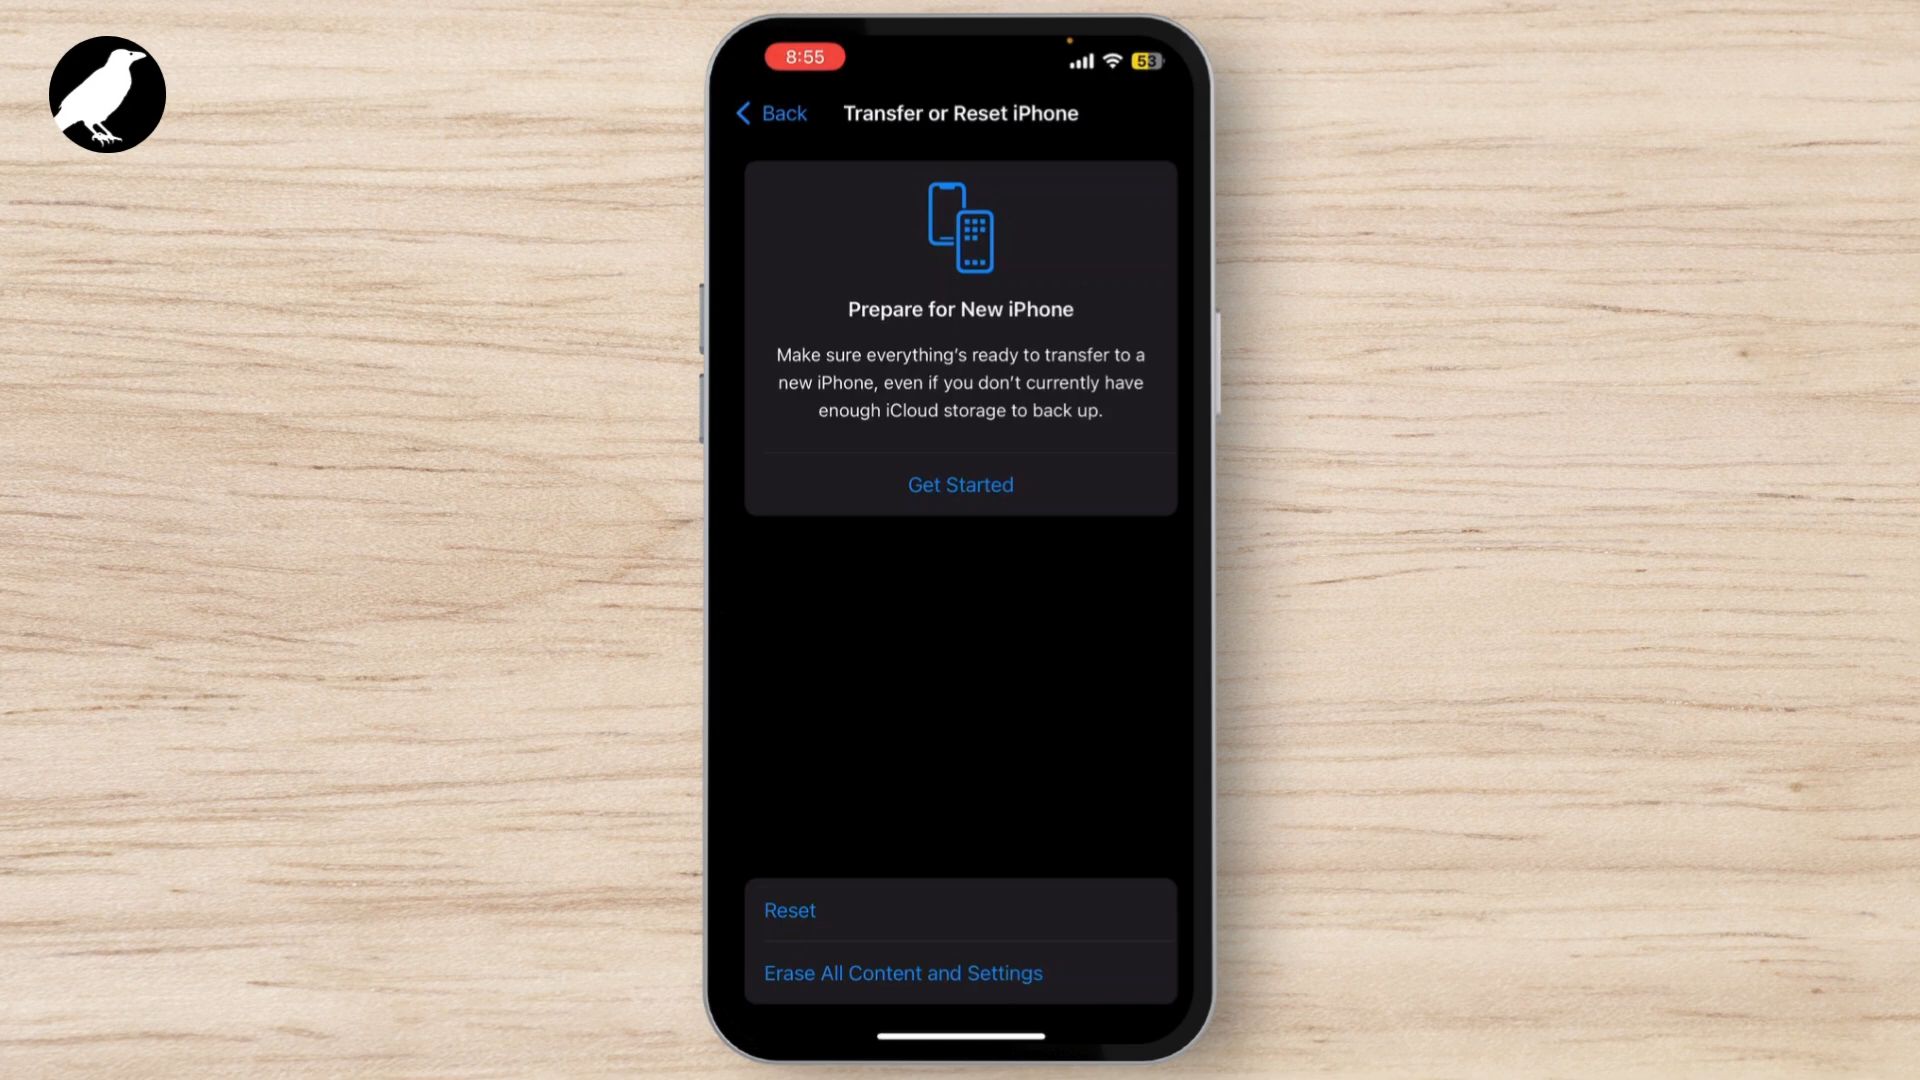 8:55
53
Back
Transfer or Reset iPhone
Prepare for New iPhone
Make sure everything’s ready to transfer to a
new iPhone, even if you don’t currently have
enough iCloud storage to back up.
Get Started
Reset
Erase All Content and Settings